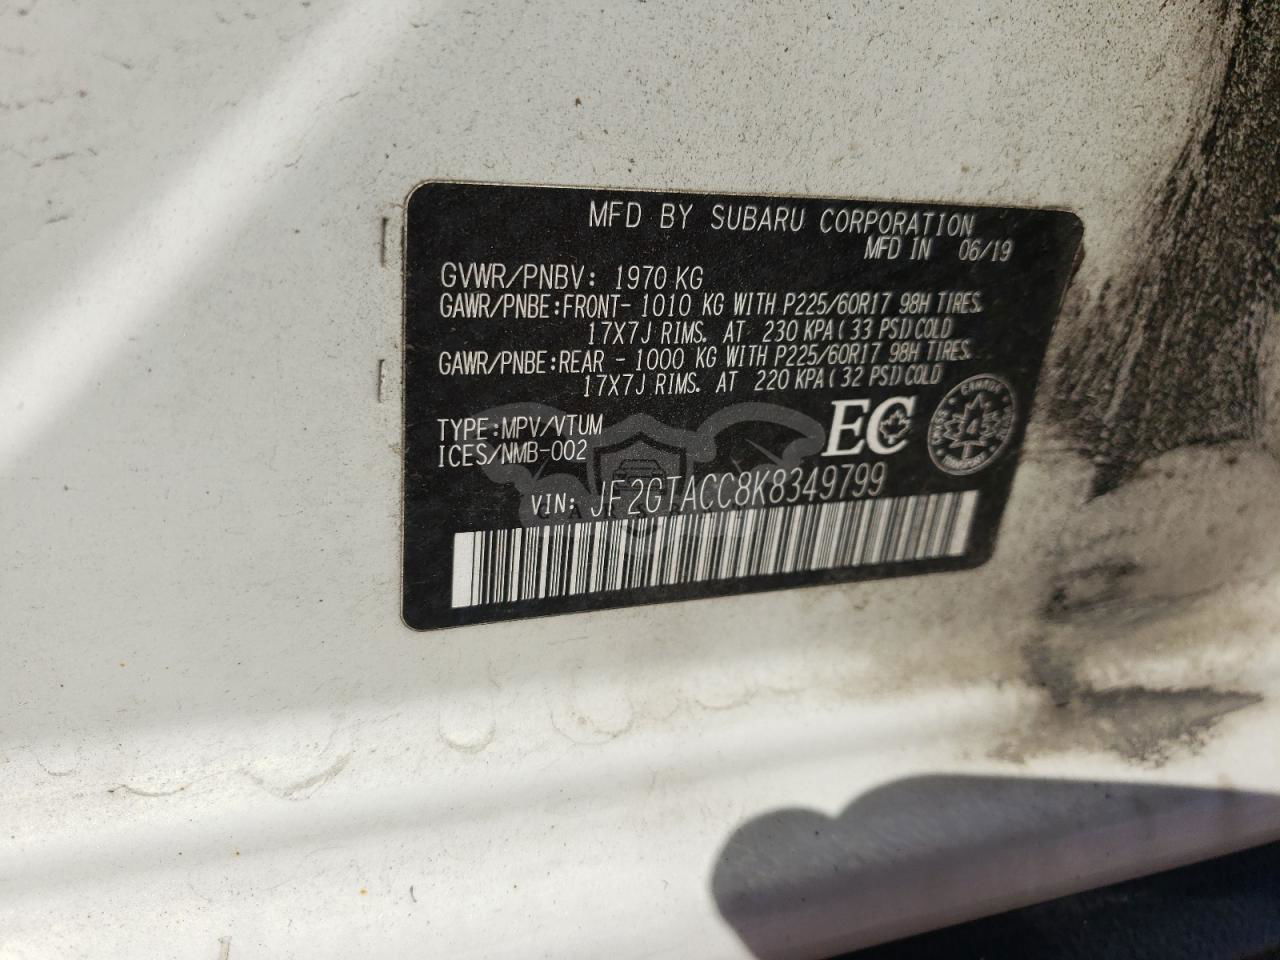 MFD BY SUBARU CORPORATION
MFD IN 06/19
GVWR/PNBV: 1970 KG
GAWR/PNBE:FRONT- 1010 KG WITH P225/60R17 98H TIRES.
17X7J RIMS. AT 230 KPA(33 PSI)COLD
GAWR/PNBE:REAR - 1000 KG WITH P225/60R17 98H TIRES.
17X7J RIMS. AT 220 KPA(32 PSI)COLD
TYPE:MPV/VTUM
ICES/NMB-002
EC
CANADA
4
TRANSPORT
VIN: JF2GTACC8K8349799